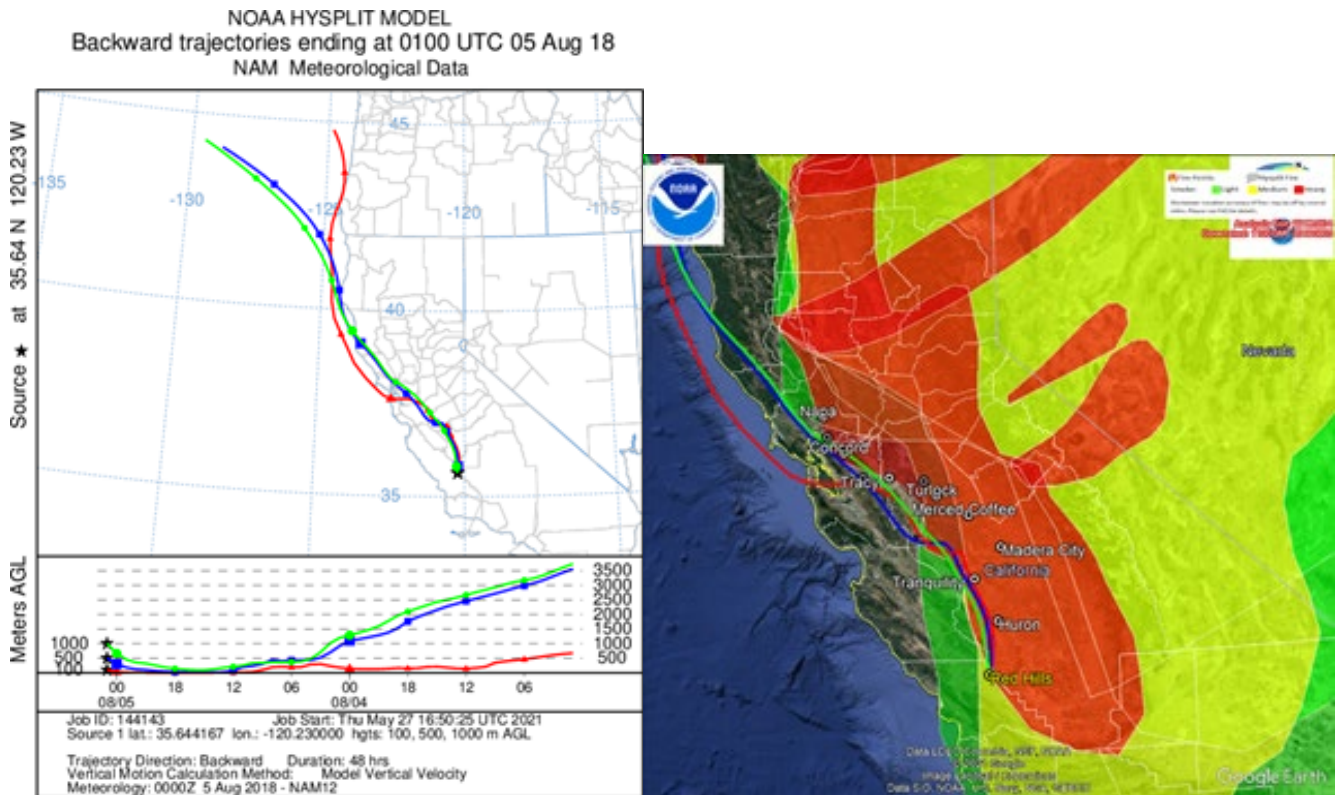 NOAA HYSPLIT MODEL
Backward trajectories ending at 0100 UTC 05 Aug 18
NAM Meteorological Data
Source ★ at 35.64 N 120.23 W
45
-135
-130
-125
-120
-115
40
35
Meters AGL
1000
500
100
3500
3000
2500
2000
1500
1000
500
00 18 12 06 00 18 12 06
08/05 08/04
Job ID: 144143 Job Start: Thu May 27 16:50:25 UTC 2021
Source 1 lat.: 35.644167 lon.: -120.230000 hgts: 100, 500, 1000 m AGL
Trajectory Direction: Backward Duration: 48 hrs
Vertical Motion Calculation Method: Model Vertical Velocity
Meteorology: 0000Z 5 Aug 2018 - NAM12
NOAA
Light Medium
Nevada
Napa
Concord
Tracy
Turlock
Merced Coffee
Madera City
California
Tranquility
Huron
Red Hills
Google Earth